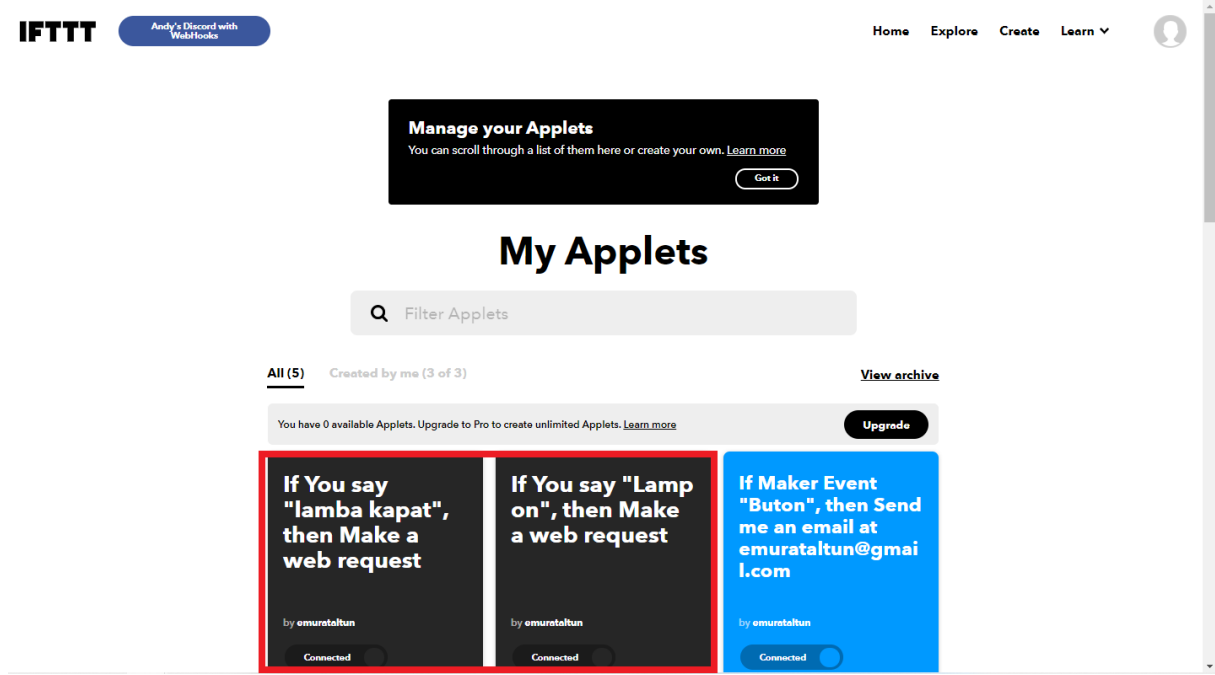 IFTTT
Andy's Discord with
WebHooks
Home Explore Create Learn
Manage your Applets
You can scroll through a list of them here or create your own. Learn more
Got it
My Applets
Filter Applets
All (5) Created by me (3 of 3)
View archive
You have 0 available Applets. Upgrade to Pro to create unlimited Applets. Learn more
Upgrade
If You say
"lamba kapat",
then Make a
web request
by emurataltun
Connected
If You say "Lamp
on", then Make
a web request
by emurataltun
Connected
If Maker Event
"Buton", then Send
me an email at
emurataltun@gmai
l.com
by emurataltun
Connected